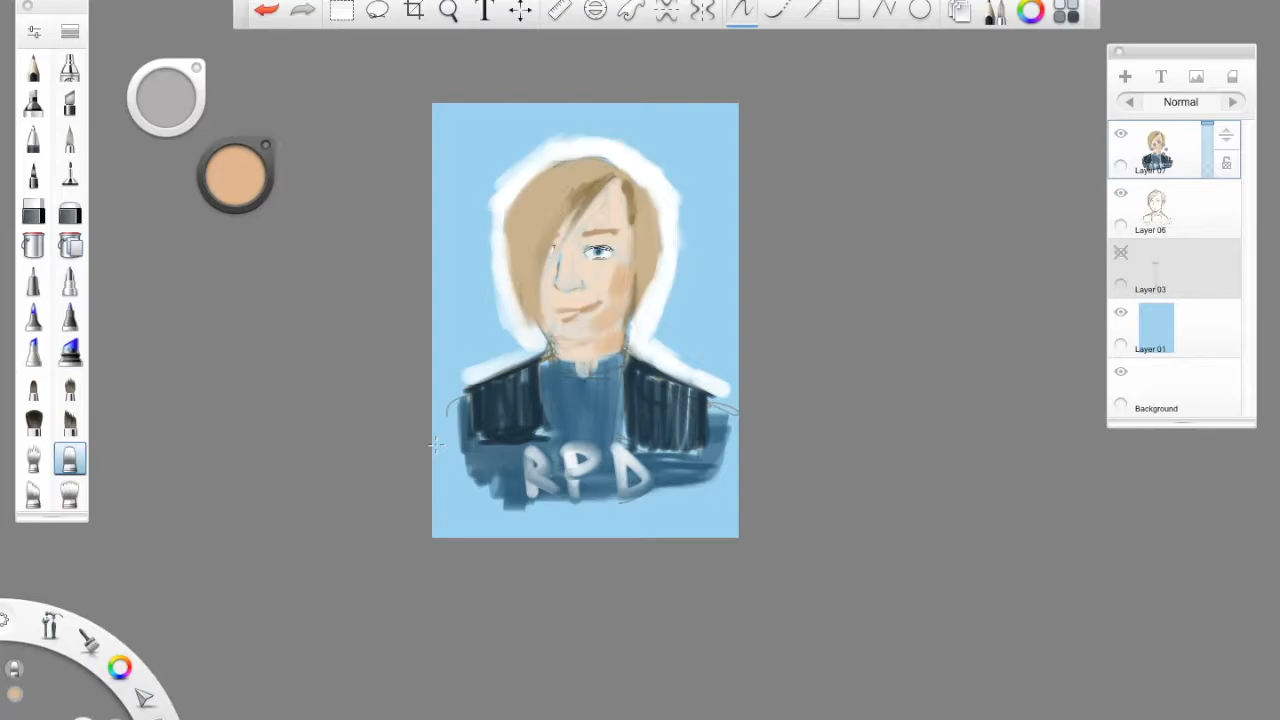 T
T
Normal
Layer 07
Layer 06
Layer 03
Layer 01
Background
RPD